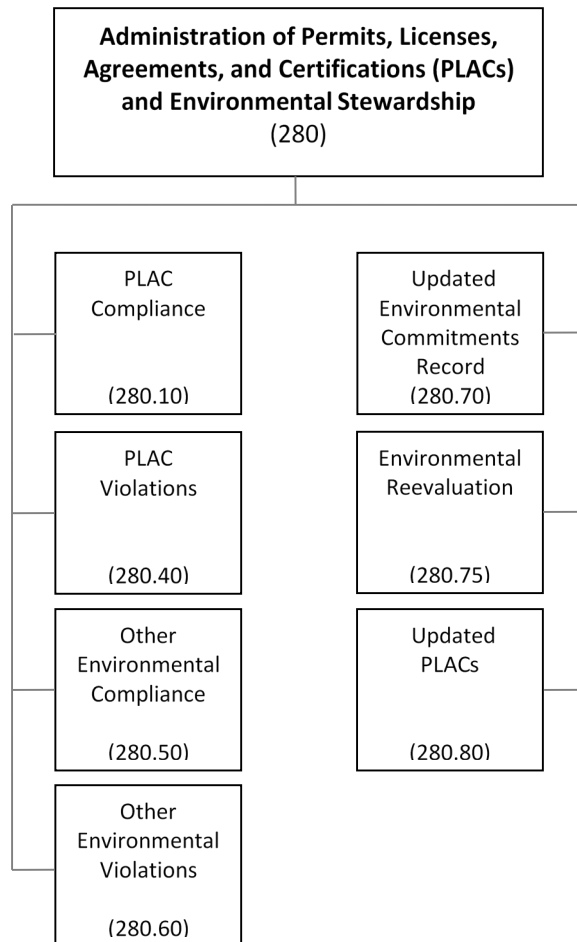 Administration of Permits, Licenses,
Agreements, and Certifications (PLACs)
and Environmental Stewardship
(280)
PLAC
Compliance
(280.10)
PLAC
Violations
(280.40)
Other
Environmental
Compliance
(280.50)
Other
Environmental
Violations
(280.60)
Updated
Environmental
Commitments
Record
(280.70)
Environmental
Reevaluation
(280.75)
Updated
PLACs
(280.80)